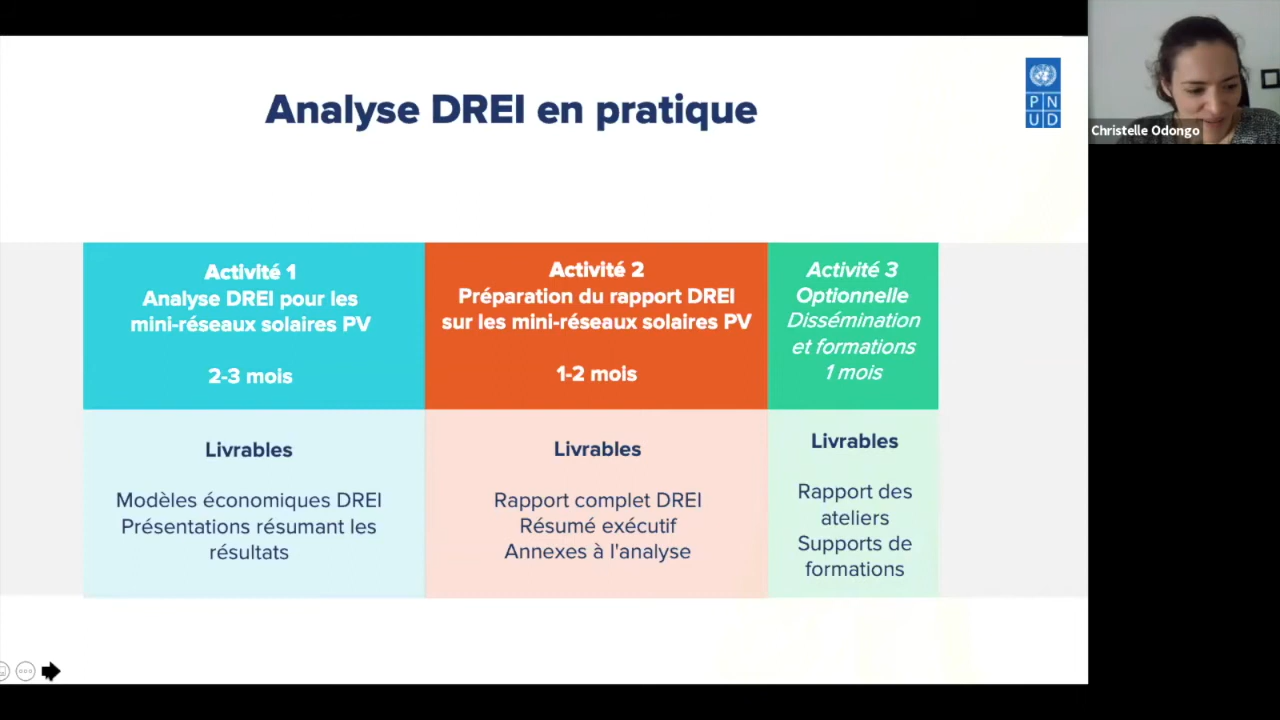 Analyse DREI en pratique
P N
U D
Christelle Odongo
Activité 1
Analyse DREI pour les
mini-réseaux solaires PV
2-3 mois
Activité 2
Préparation du rapport DREI
sur les mini-réseaux solaires PV
1-2 mois
Activité 3
Optionnelle
Dissémination
et formations
1 mois
Livrables
Modèles économiques DREI
Présentations résumant les
résultats
Livrables
Rapport complet DREI
Résumé exécutif
Annexes à l'analyse
Livrables
Rapport des
ateliers
Supports de
formations